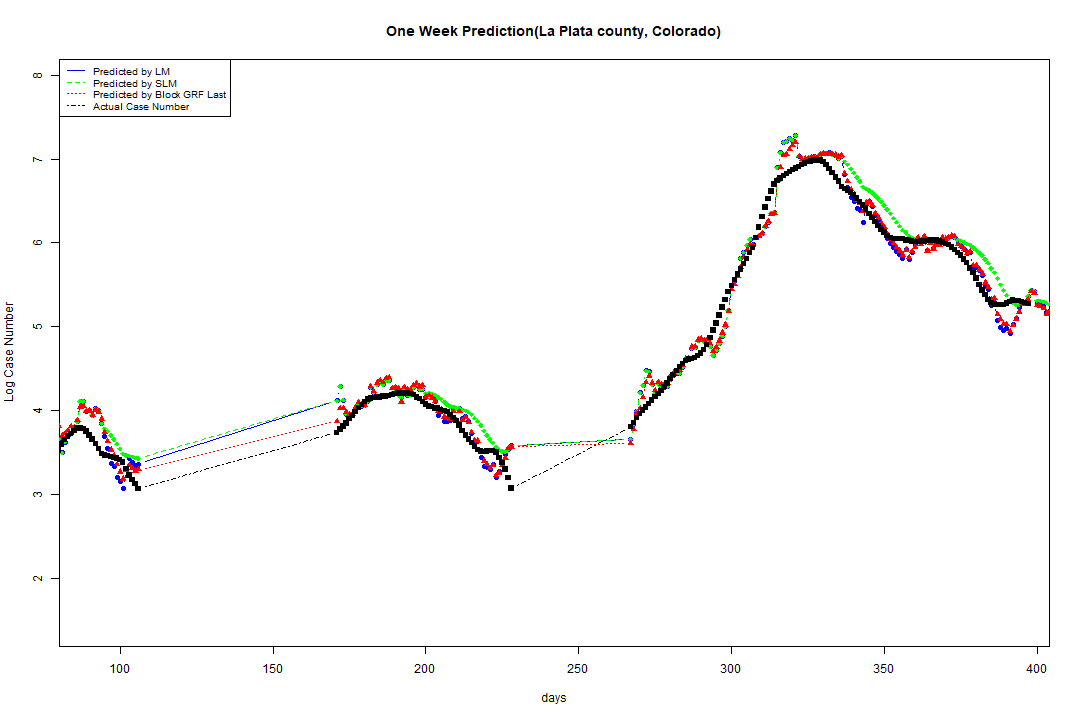 One Week Prediction(La Plata county, Colorado)
Predicted by LM
Predicted by SLM
Predicted by Block GRF Last
Actual Case Number
8
7
6
5
4
3
2
Log Case Number
100 150 200 250 300 350 400
days